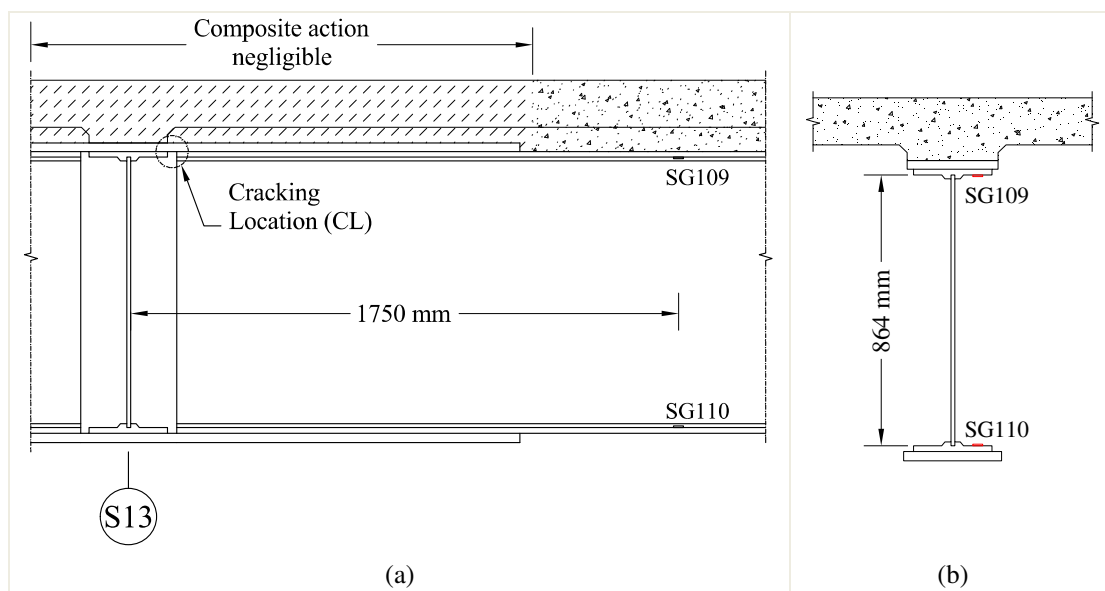 Composite action
negligible
SG109
Cracking
Location (CL)
1750 mm
SG110
S13
(a)
SG109
864 mm
SG110
(b)